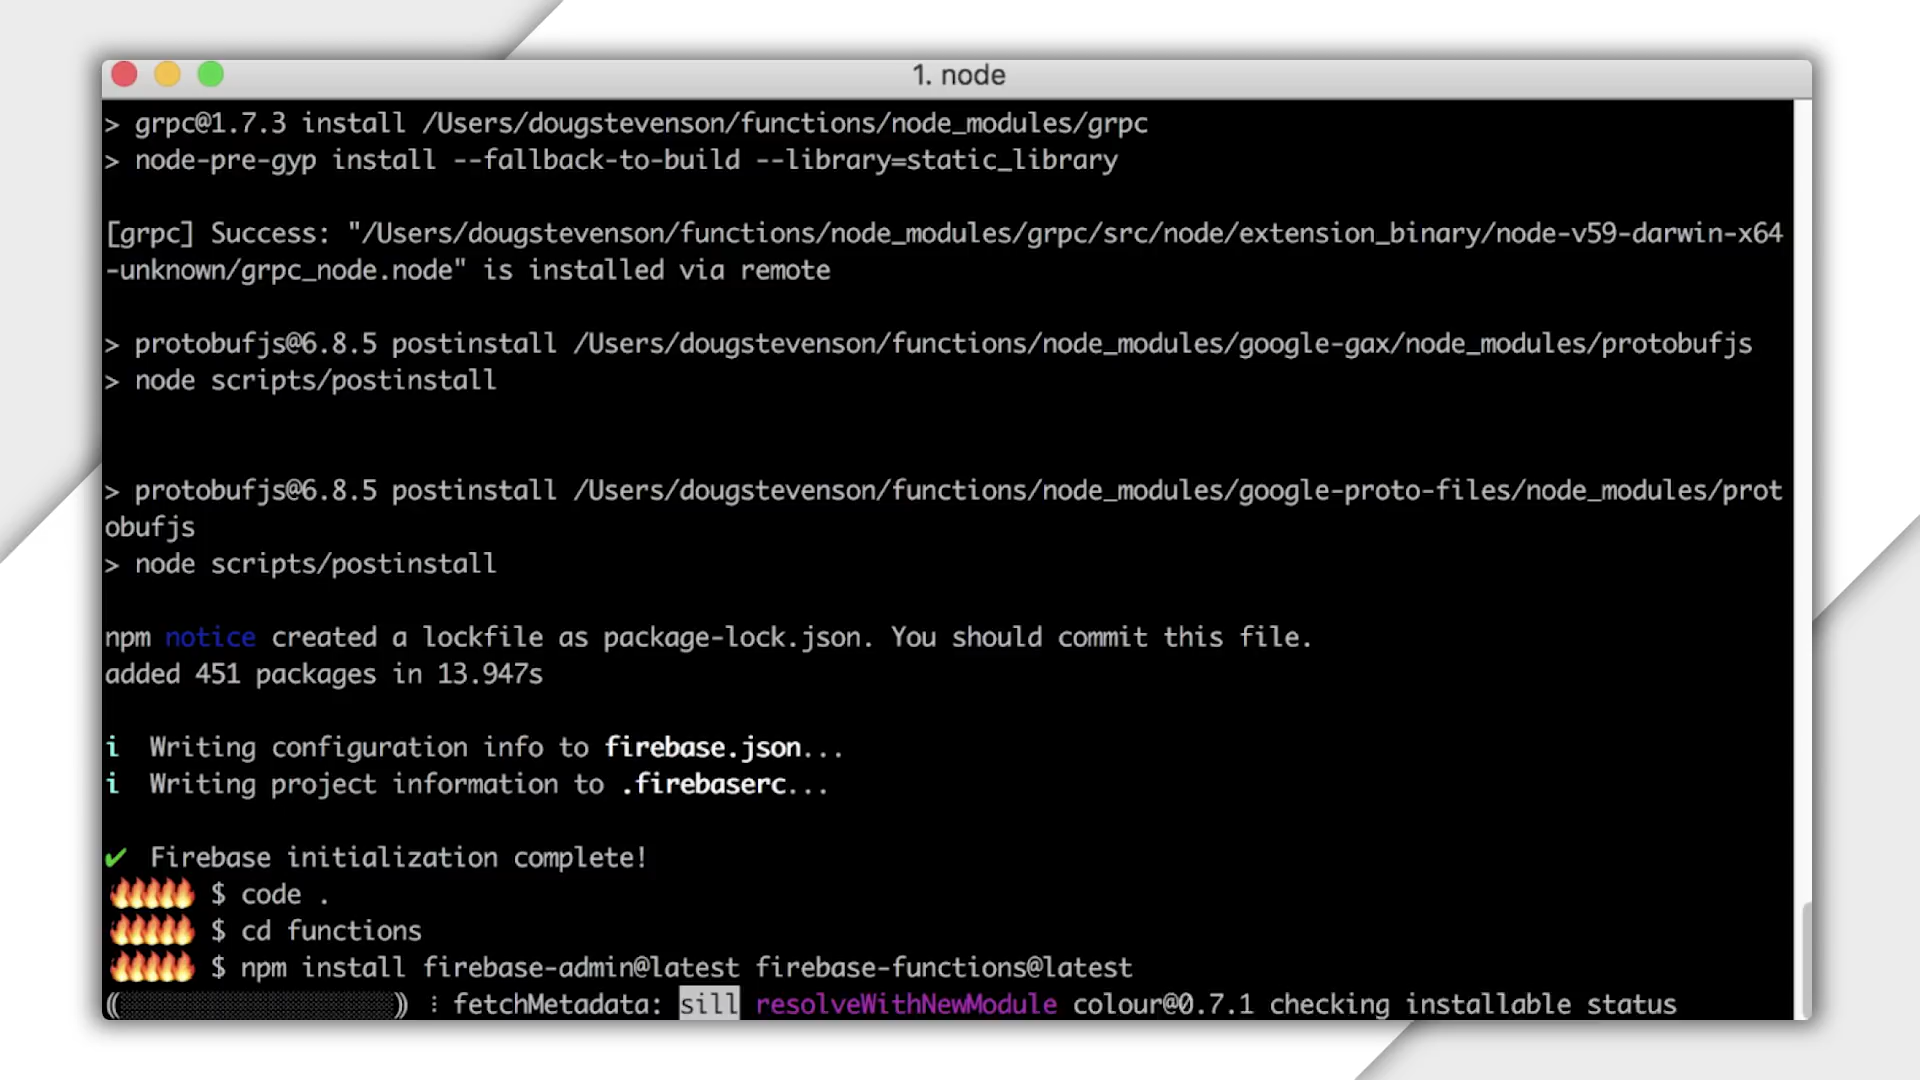 1. node
> grpc@1.7.3 install /Users/dougstevenson/functions/node_modules/grpc
> node-pre-gyp install --fallback-to-build --library=static_library
[grpc] Success: "/Users/dougstevenson/functions/node_modules/grpc/src/node/extension_binary/node-v59-darwin-x64
-unknown/grpc_node.node" is installed via remote
> protobufjs@6.8.5 postinstall /Users/dougstevenson/functions/node_modules/google-gax/node_modules/protobufjs
> node scripts/postinstall
> protobufjs@6.8.5 postinstall /Users/dougstevenson/functions/node_modules/google-proto-files/node_modules/prot
obufjs
> node scripts/postinstall
npm notice created a lockfile as package-lock.json. You should commit this file.
added 451 packages in 13.947s
i  Writing configuration info to firebase.json...
i  Writing project information to .firebaserc...
✔  Firebase initialization complete!
🔥🔥🔥🔥🔥 $ code .
🔥🔥🔥🔥🔥 $ cd functions
🔥🔥🔥🔥🔥 $ npm install firebase-admin@latest firebase-functions@latest
⸨░░░░░░░░░░░░░░░░░░⸩ ⫶ fetchMetadata: sill resolveWithNewModule colour@0.7.1 checking installable status